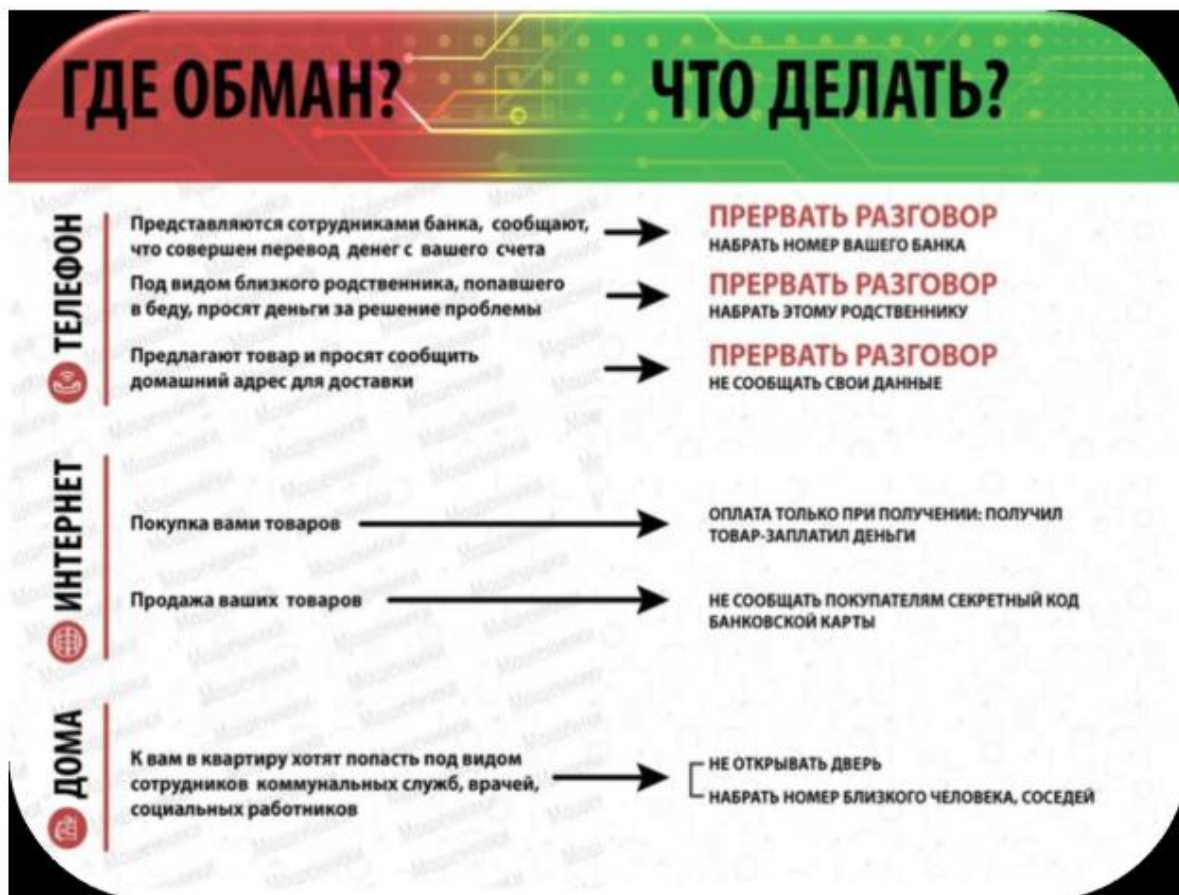 ГДЕ ОБМАН?
ЧТО ДЕЛАТЬ?
ТЕЛЕФОН
Представляются сотрудниками банка, сообщают,
что совершен перевод денег с вашего счета
ПРЕРВАТЬ РАЗГОВОР
НАБРАТЬ НОМЕР ВАШЕГО БАНКА
Под видом близкого родственника, попавшего
в беду, просят деньги за решение проблемы
ПРЕРВАТЬ РАЗГОВОР
НАБРАТЬ ЭТОМУ РОДСТВЕННИКУ
Предлагают товар и просят сообщить
домашний адрес для доставки
ПРЕРВАТЬ РАЗГОВОР
НЕ СООБЩАТЬ СВОИ ДАННЫЕ
ИНТЕРНЕТ
Покупка вами товаров
ОПЛАТА ТОЛЬКО ПРИ ПОЛУЧЕНИИ: ПОЛУЧИЛ
ТОВАР-ЗАПЛАТИЛ ДЕНЬГИ
Продажа ваших товаров
НЕ СООБЩАТЬ ПОКУПАТЕЛЯМ СЕКРЕТНЫЙ КОД
БАНКОВСКОЙ КАРТЫ
ДОМА
К вам в квартиру хотят попасть под видом
сотрудников коммунальных служб, врачей,
социальных работников
НЕ ОТКРЫВАТЬ ДВЕРЬ
НАБРАТЬ НОМЕР БЛИЗКОГО ЧЕЛОВЕКА, СОСЕДЕЙ